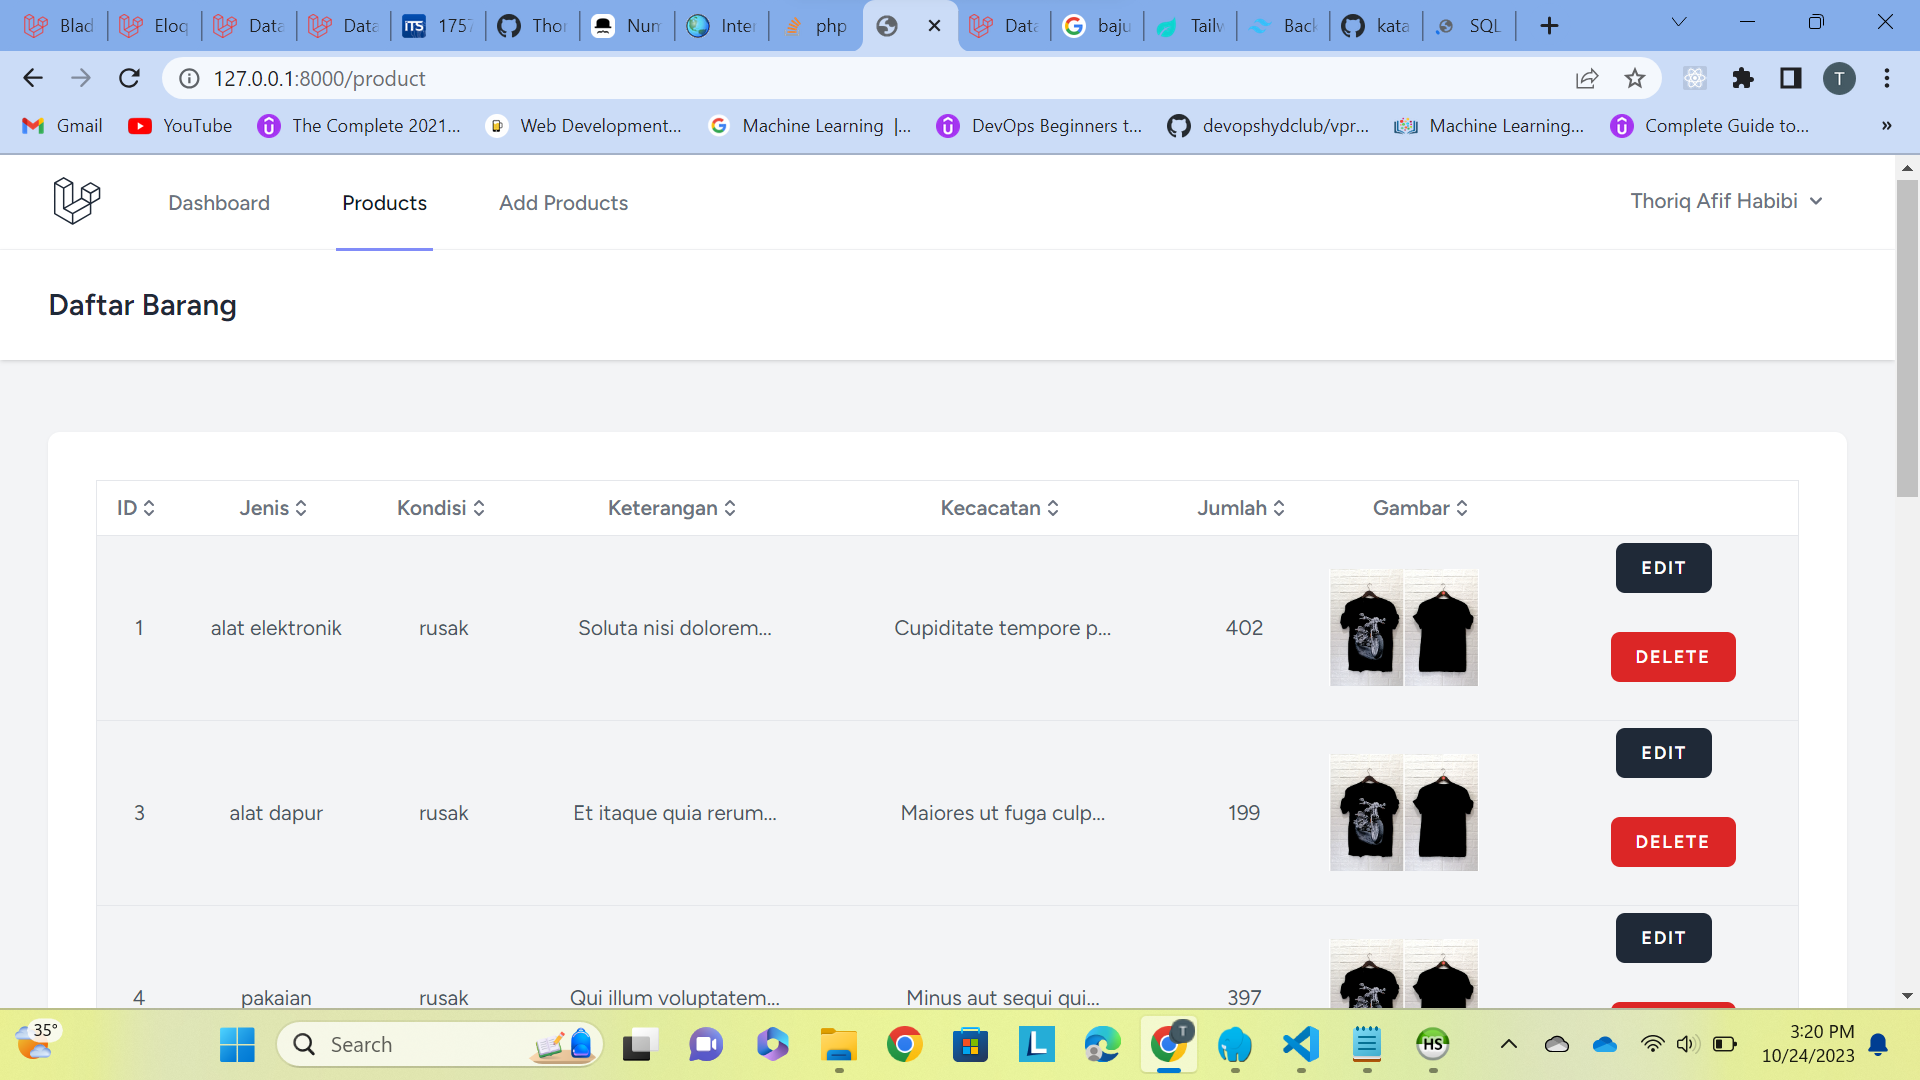 Blad Eloq Data Data iTS 1757 Thor Num Inter php Data baju Tailw Back kata SQL
127.0.0.1:8000/product T
Gmail YouTube The Complete 2021... Web Development... Machine Learning |... DevOps Beginners t... devopshydclub/vpr... Machine Learning... Complete Guide to... »
Dashboard Products Add Products Thoriq Afif Habibi
Daftar Barang
ID Jenis Kondisi Keterangan Kecacatan Jumlah Gambar
EDIT
1 alat elektronik rusak Soluta nisi dolorem... Cupiditate tempore p... 402
DELETE
EDIT
3 alat dapur rusak Et itaque quia rerum... Maiores ut fuga culp... 199
DELETE
EDIT
4 pakaian rusak Qui illum voluptatem... Minus aut sequi qui... 397
35°
Search
L
T
HS
3:20 PM
10/24/2023